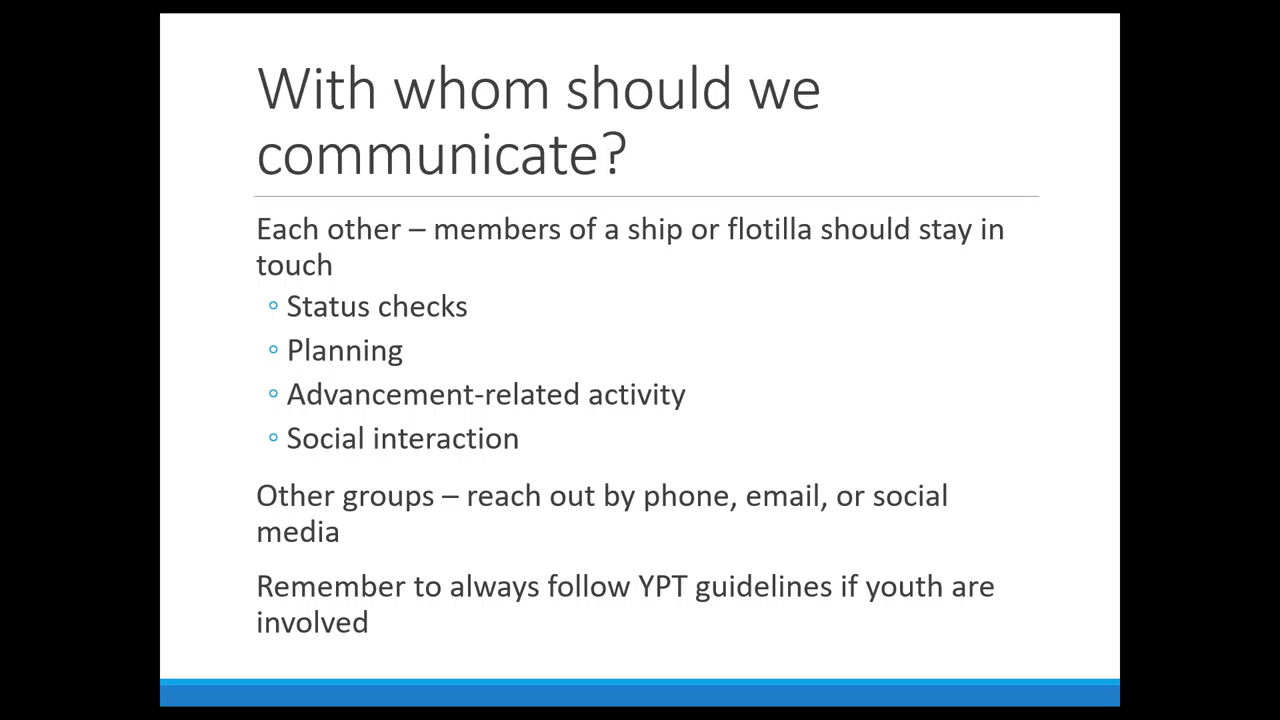 With whom should we
communicate?
Each other – members of a ship or flotilla should stay in
touch
◦ Status checks
◦ Planning
◦ Advancement-related activity
◦ Social interaction
Other groups – reach out by phone, email, or social
media
Remember to always follow YPT guidelines if youth are
involved